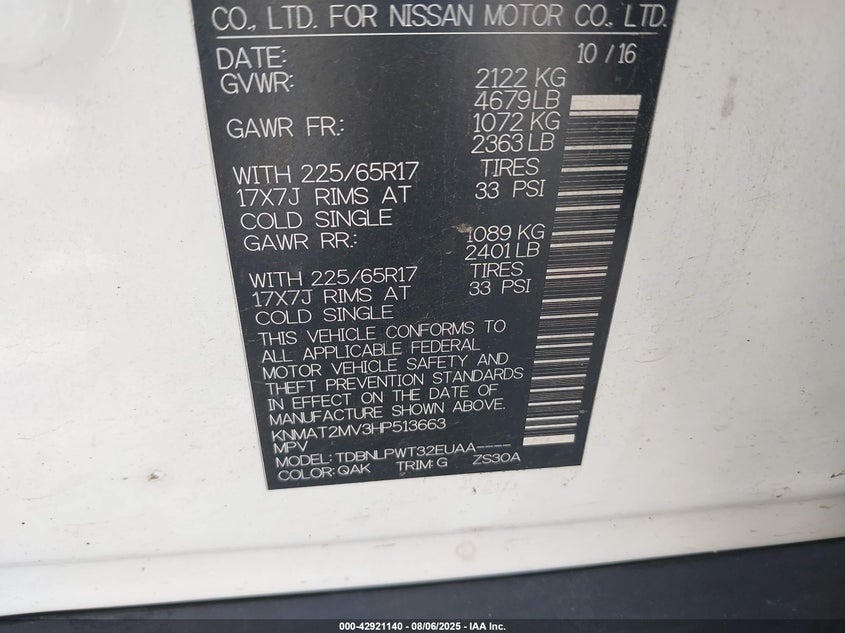 CO., LTD. FOR NISSAN MOTOR CO., LTD.
DATE: 10 / 16
GVWR: 2122 KG
4679 LB
GAWR FR.: 1072 KG
2363 LB
WITH 225/65R17 TIRES
17X7J RIMS AT 33 PSI
COLD SINGLE
GAWR RR.: 1089 KG
2401 LB
WITH 225/65R17 TIRES
17X7J RIMS AT 33 PSI
COLD SINGLE
THIS VEHICLE CONFORMS TO
ALL APPLICABLE FEDERAL
MOTOR VEHICLE SAFETY AND
THEFT PREVENTION STANDARDS
IN EFFECT ON THE DATE OF
MANUFACTURE SHOWN ABOVE.
KNMAT2MV3HP513663
MPV
MODEL: TDBNLPWT32EUAA----
COLOR: QAK TRIM: G ZS30A
000-42921140 - 08/06/2025 - IAA Inc.